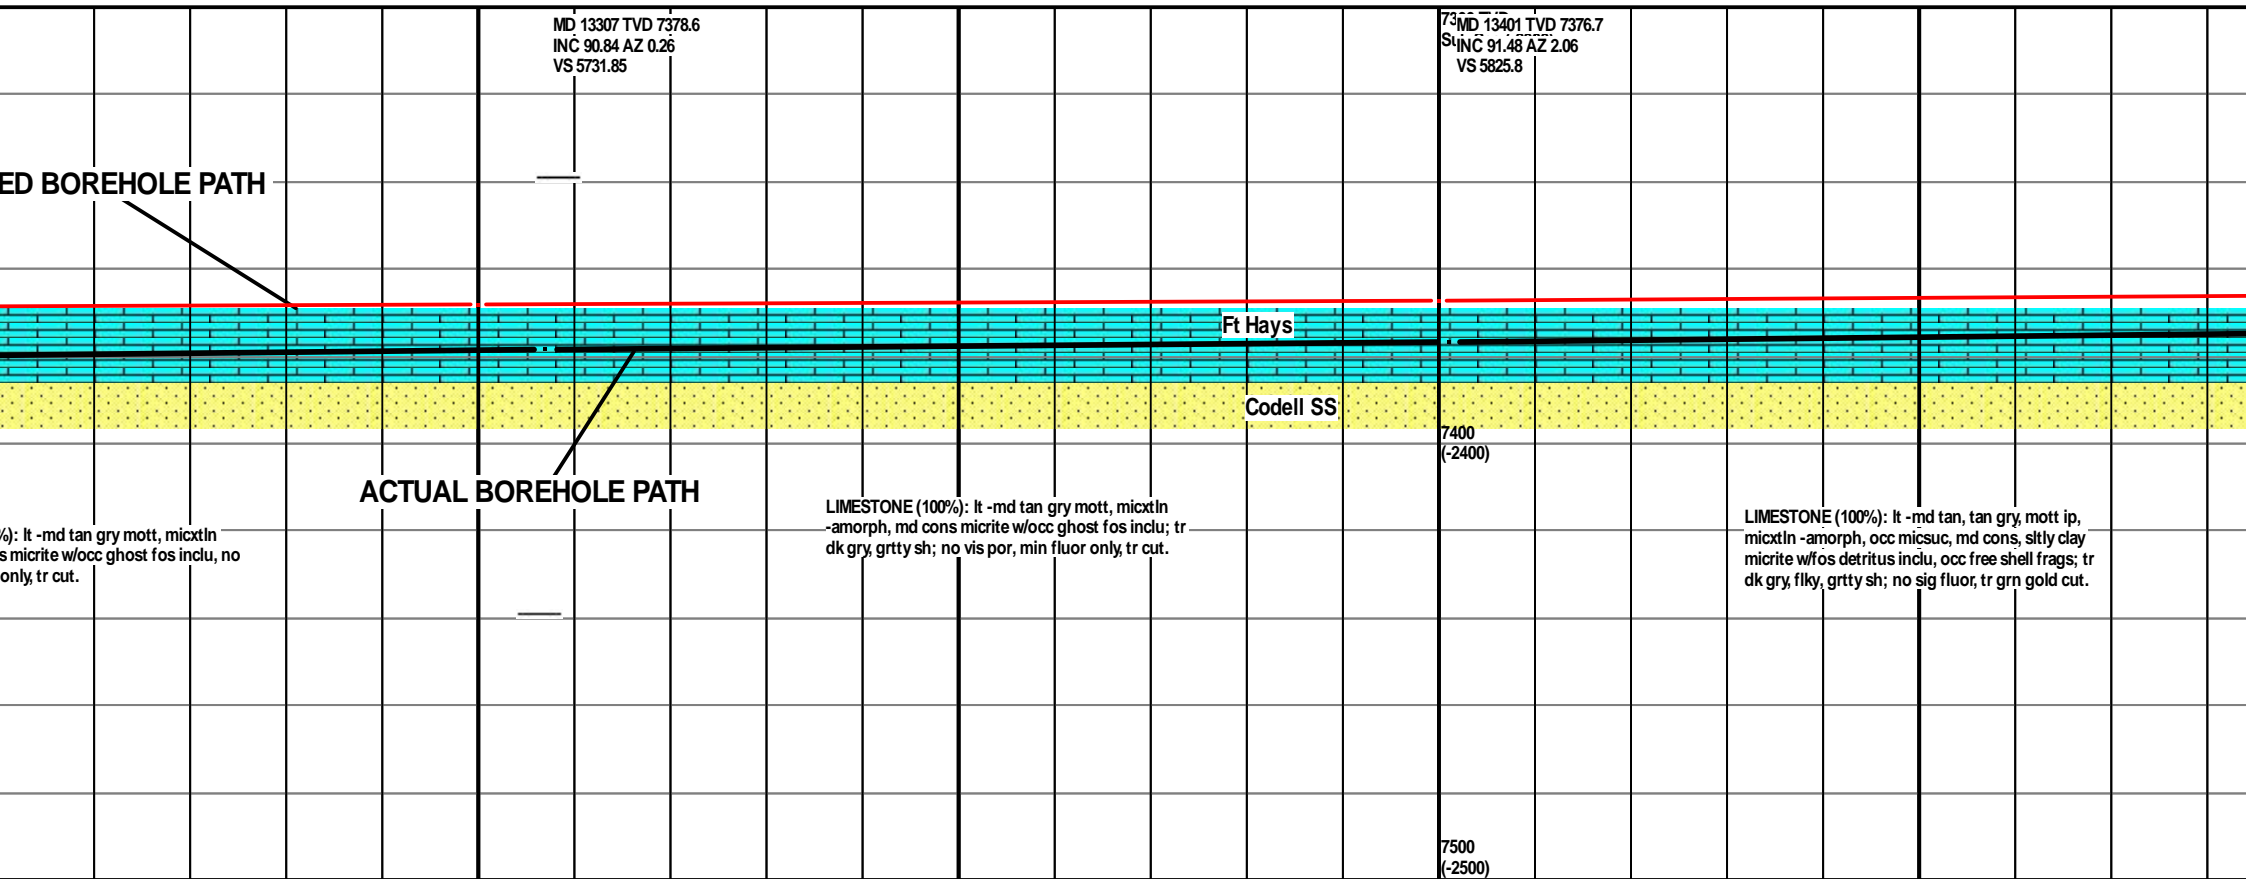 MD 13307 TVD 7378.6
INC 90.84 AZ 0.26
VS 5731.85
MD 13401 TVD 7376.7
INC 91.48 AZ 2.06
VS 5825.8
ED BOREHOLE PATH
Ft Hays
Codell SS
7400
(-2400)
ACTUAL BOREHOLE PATH
%): lt -md tan gry mott, micxtln
s micrite w/occ ghost fos inclu, no
only, tr cut.
LIMESTONE (100%): lt -md tan gry mott, micxtln
-amorph, md cons micrite w/occ ghost fos inclu; tr
dk gry, grtty sh; no vis por, min fluor only, tr cut.
LIMESTONE (100%): lt -md tan, tan gry, mott ip,
micxtln -amorph, occ micsuc, md cons, sltly clay
micrite w/fos detritus inclu, occ free shell frags; tr
dk gry, flky, grtty sh; no sig fluor, tr grn gold cut.
7500
(-2500)